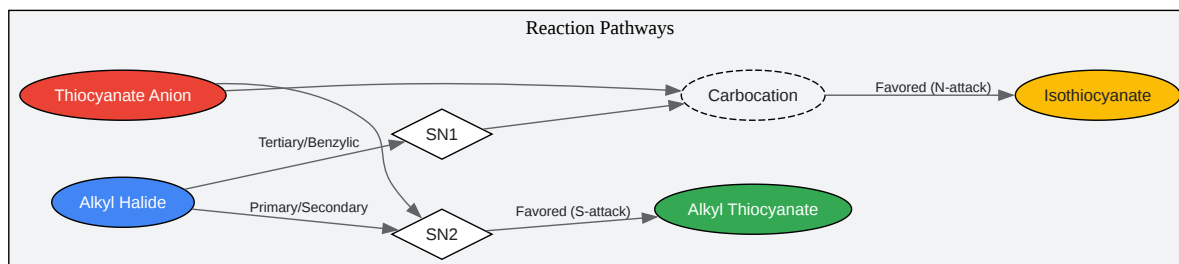 Reaction Pathways
Thiocyanate Anion
Carbocation
Favored (N-attack)
Isothiocyanate
SN1
Tertiary/Benzylic
Alkyl Halide
Primary/Secondary
SN2
Favored (S-attack)
Alkyl Thiocyanate